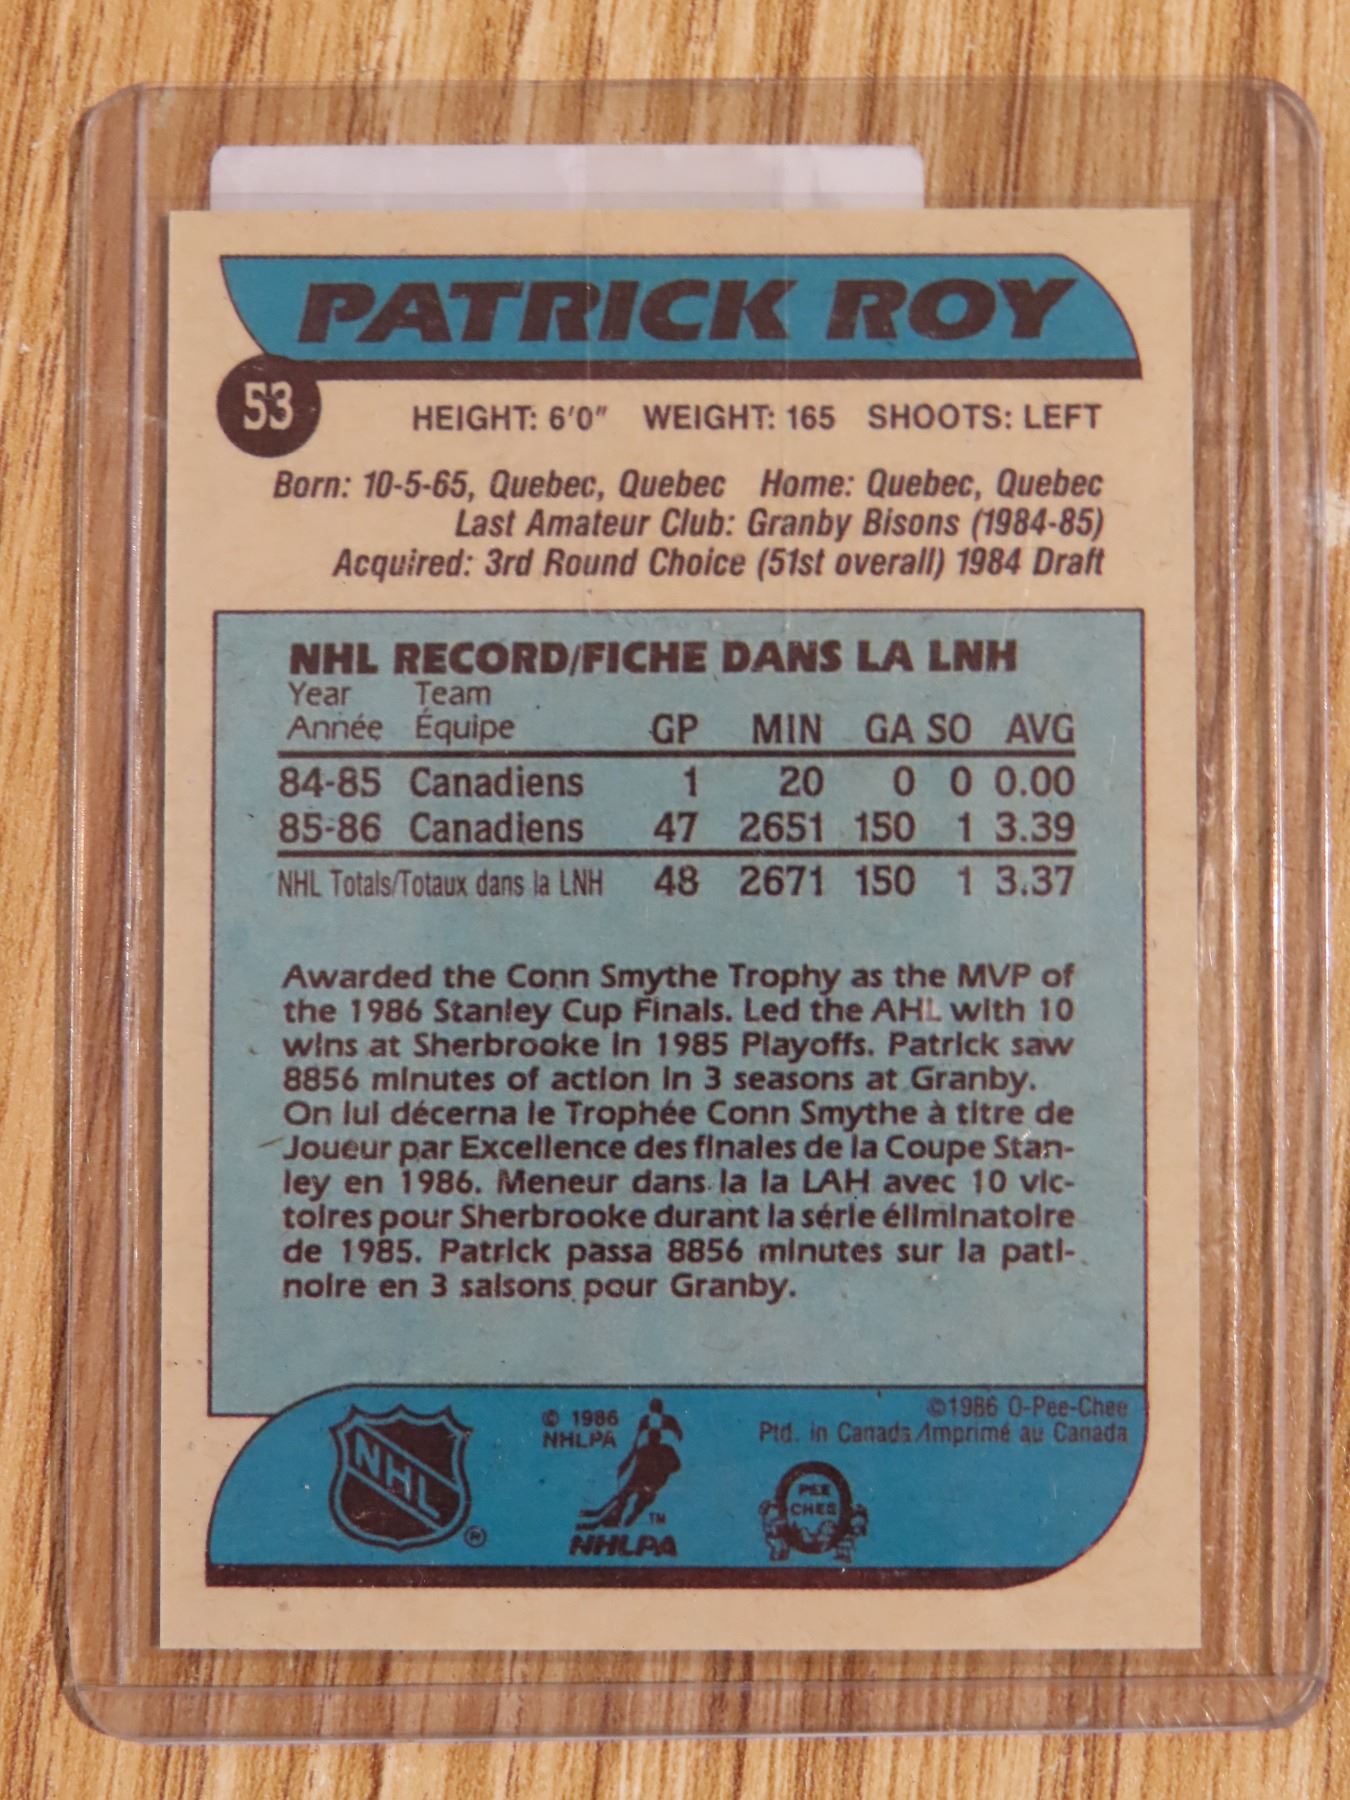 PATRICK ROY
53
HEIGHT: 6'0" WEIGHT: 165 SHOOTS: LEFT
Born: 10-5-65, Quebec, Quebec Home: Quebec, Quebec
Last Amateur Club: Granby Bisons (1984-85)
Acquired: 3rd Round Choice (51st overall) 1984 Draft
NHL RECORD/FICHE DANS LA LNH
Year Team
Année Équipe GP MIN GA SO AVG
84-85 Canadiens 1 20 0 0 0.00
85-86 Canadiens 47 2651 150 1 3.39
NHL Totals/Totaux dans la LNH 48 2671 150 1 3.37
Awarded the Conn Smythe Trophy as the MVP of
the 1986 Stanley Cup Finals. Led the AHL with 10
wins at Sherbrooke in 1985 Playoffs. Patrick saw
8856 minutes of action in 3 seasons at Granby.
On lui décerna le Trophée Conn Smythe à titre de
Joueur par Excellence des finales de la Coupe Stan-
ley en 1986. Meneur dans la la LAH avec 10 vic-
toires pour Sherbrooke durant la série éliminatoire
de 1985. Patrick passa 8856 minutes sur la pati-
noire en 3 saisons pour Granby.
NHL ®
© 1986
NHLPA
TM
NHLPA
©1986 O-Pee-Chee
Ptd. in Canada/Imprimé au Canada
PEE
CHEE